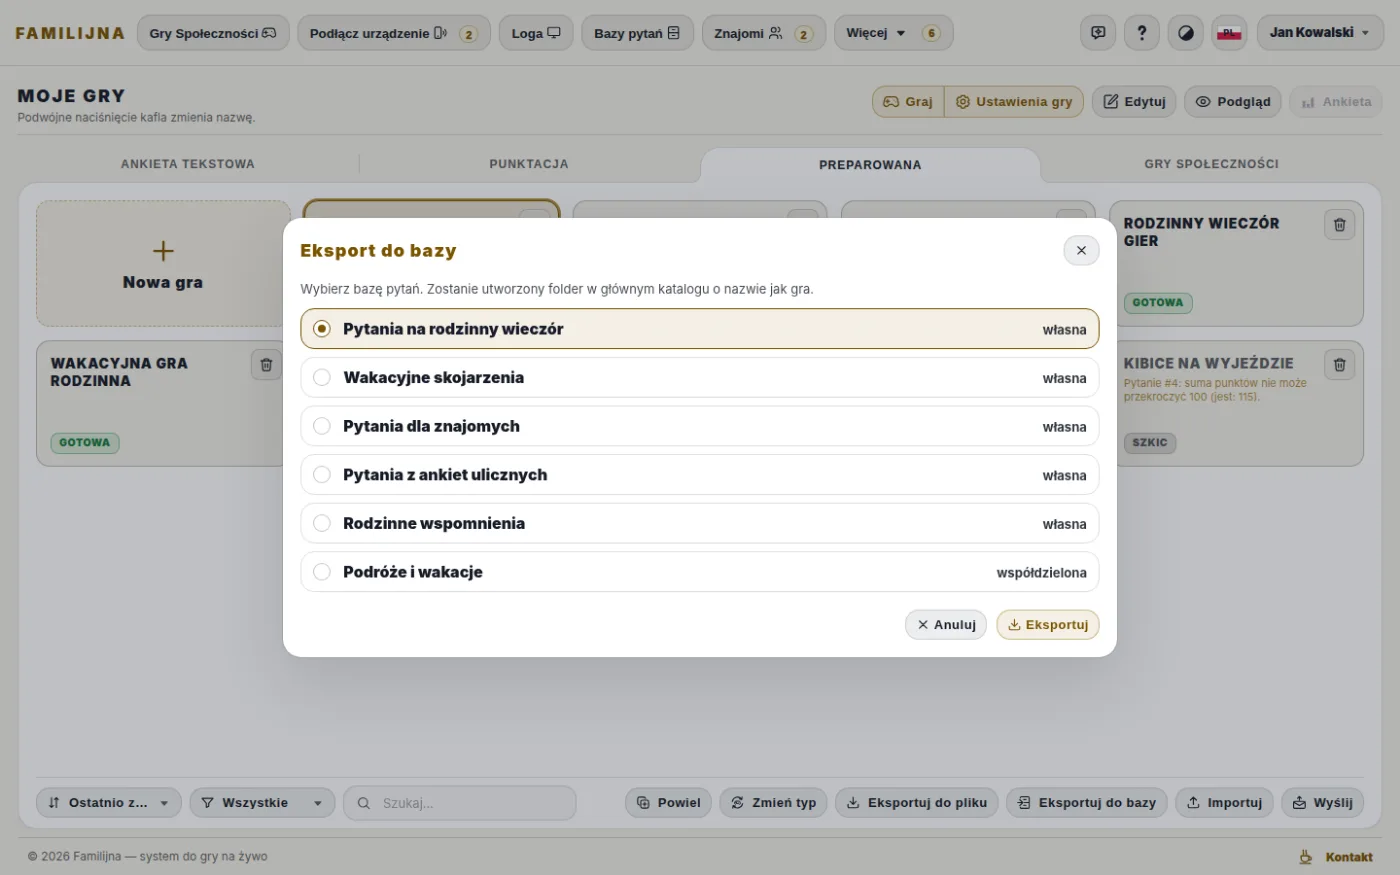 FAMILIJNA
Gry Społeczności
Podłącz urządzenie 2
Loga
Bazy pytań
Znajomi 2
Więcej 6
PL
Jan Kowalski
MOJE GRY
Podwójne naciśnięcie kafla zmienia nazwę.
Graj
Ustawienia gry
Edytuj
Podgląd
Ankieta
ANKIETA TEKSTOWA
PUNKTACJA
PREPAROWANA
GRY SPOŁECZNOŚCI
Nowa gra
RODZINNY WIECZÓR
GIER
GOTOWA
WAKACYJNA GRA
RODZINNA
GOTOWA
KIBICE NA WYJEŹDZIE
Pytanie #4: suma punktów nie może
przekroczyć 100 (jest: 115).
SZKIC
Eksport do bazy
Wybierz bazę pytań. Zostanie utworzony folder w głównym katalogu o nazwie jak gra.
Pytania na rodzinny wieczór własna
Wakacyjne skojarzenia własna
Pytania dla znajomych własna
Pytania z ankiet ulicznych własna
Rodzinne wspomnienia własna
Podróże i wakacje współdzielona
Anuluj
Eksportuj
Ostatnio z...
Wszystkie
Szukaj...
Powiel
Zmień typ
Eksportuj do pliku
Eksportuj do bazy
Importuj
Wyślij
© 2026 Familijna — system do gry na żywo
Kontakt